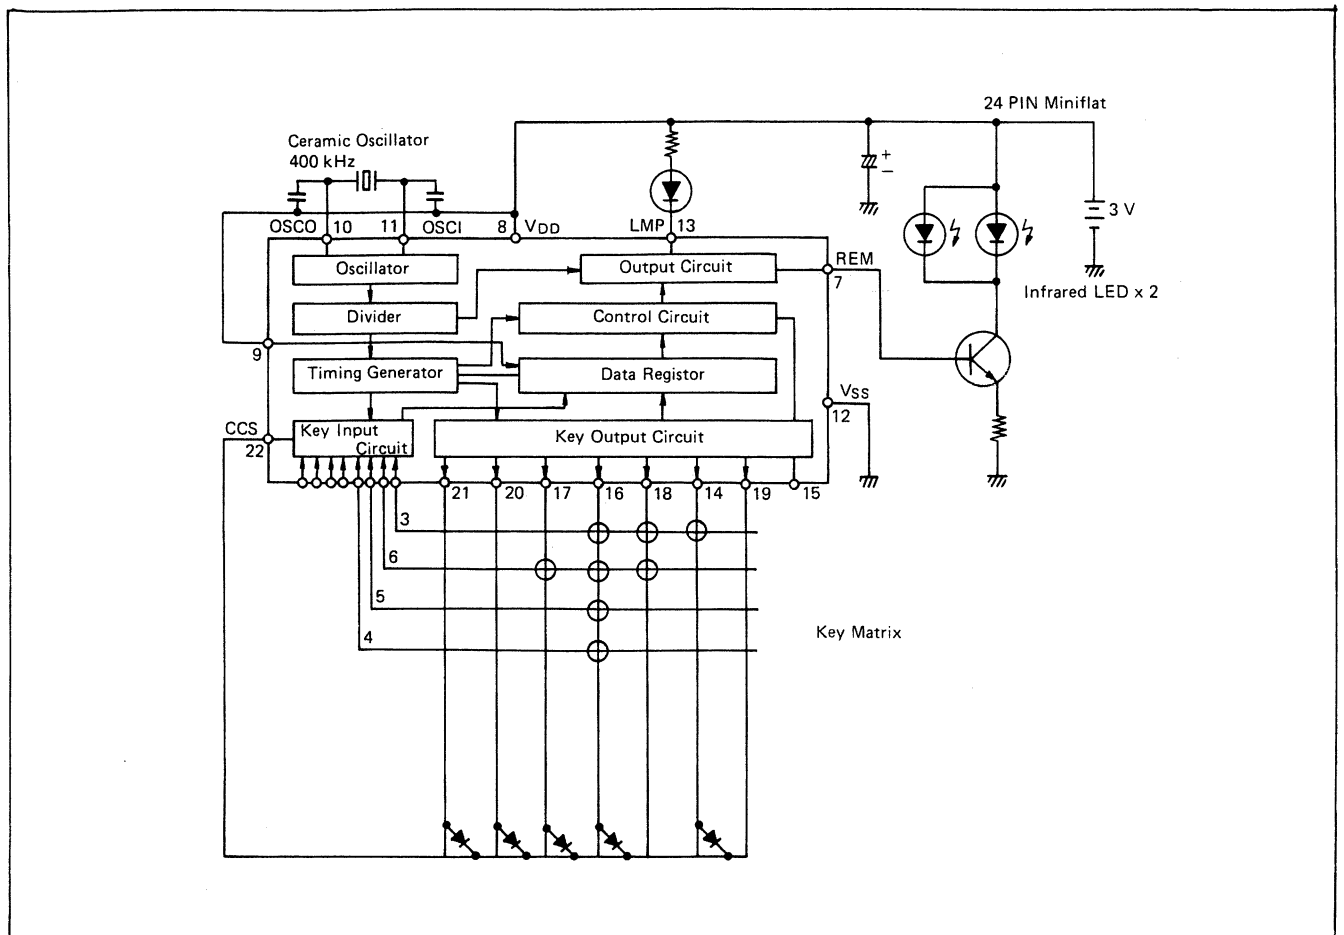 24 PIN Miniflat
Ceramic Oscillator
400 kHz
3 V
OSCO 10 11 OSCI 8 VDD LMP 13
Oscillator
Output Circuit
REM
7
Infrared LED x 2
Divider
Control Circuit
9
Timing Generator
Data Registor
VSS
12
CCS
22
Key Input
Circuit
Key Output Circuit
21 20 17 16 18 14 19 15
3
6
5
4
Key Matrix